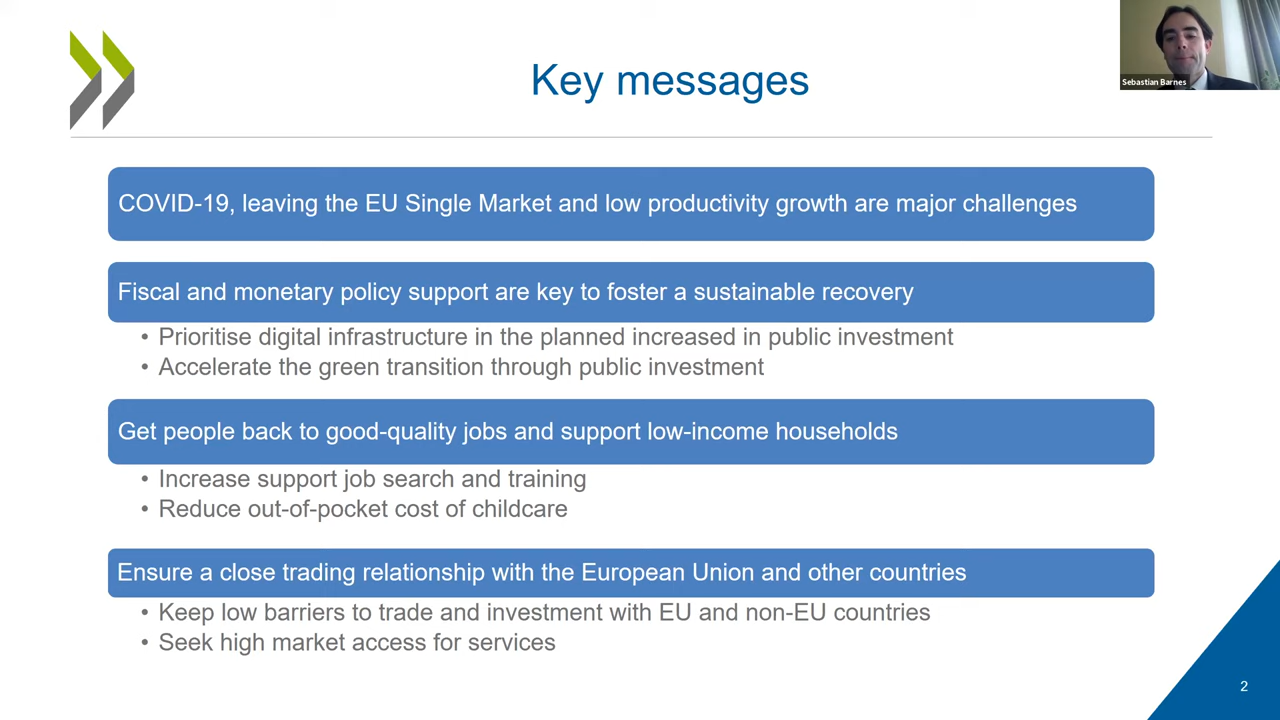 Key messages
Sebastian Barnes
COVID-19, leaving the EU Single Market and low productivity growth are major challenges
Fiscal and monetary policy support are key to foster a sustainable recovery
• Prioritise digital infrastructure in the planned increased in public investment
• Accelerate the green transition through public investment
Get people back to good-quality jobs and support low-income households
• Increase support job search and training
• Reduce out-of-pocket cost of childcare
Ensure a close trading relationship with the European Union and other countries
• Keep low barriers to trade and investment with EU and non-EU countries
• Seek high market access for services
2